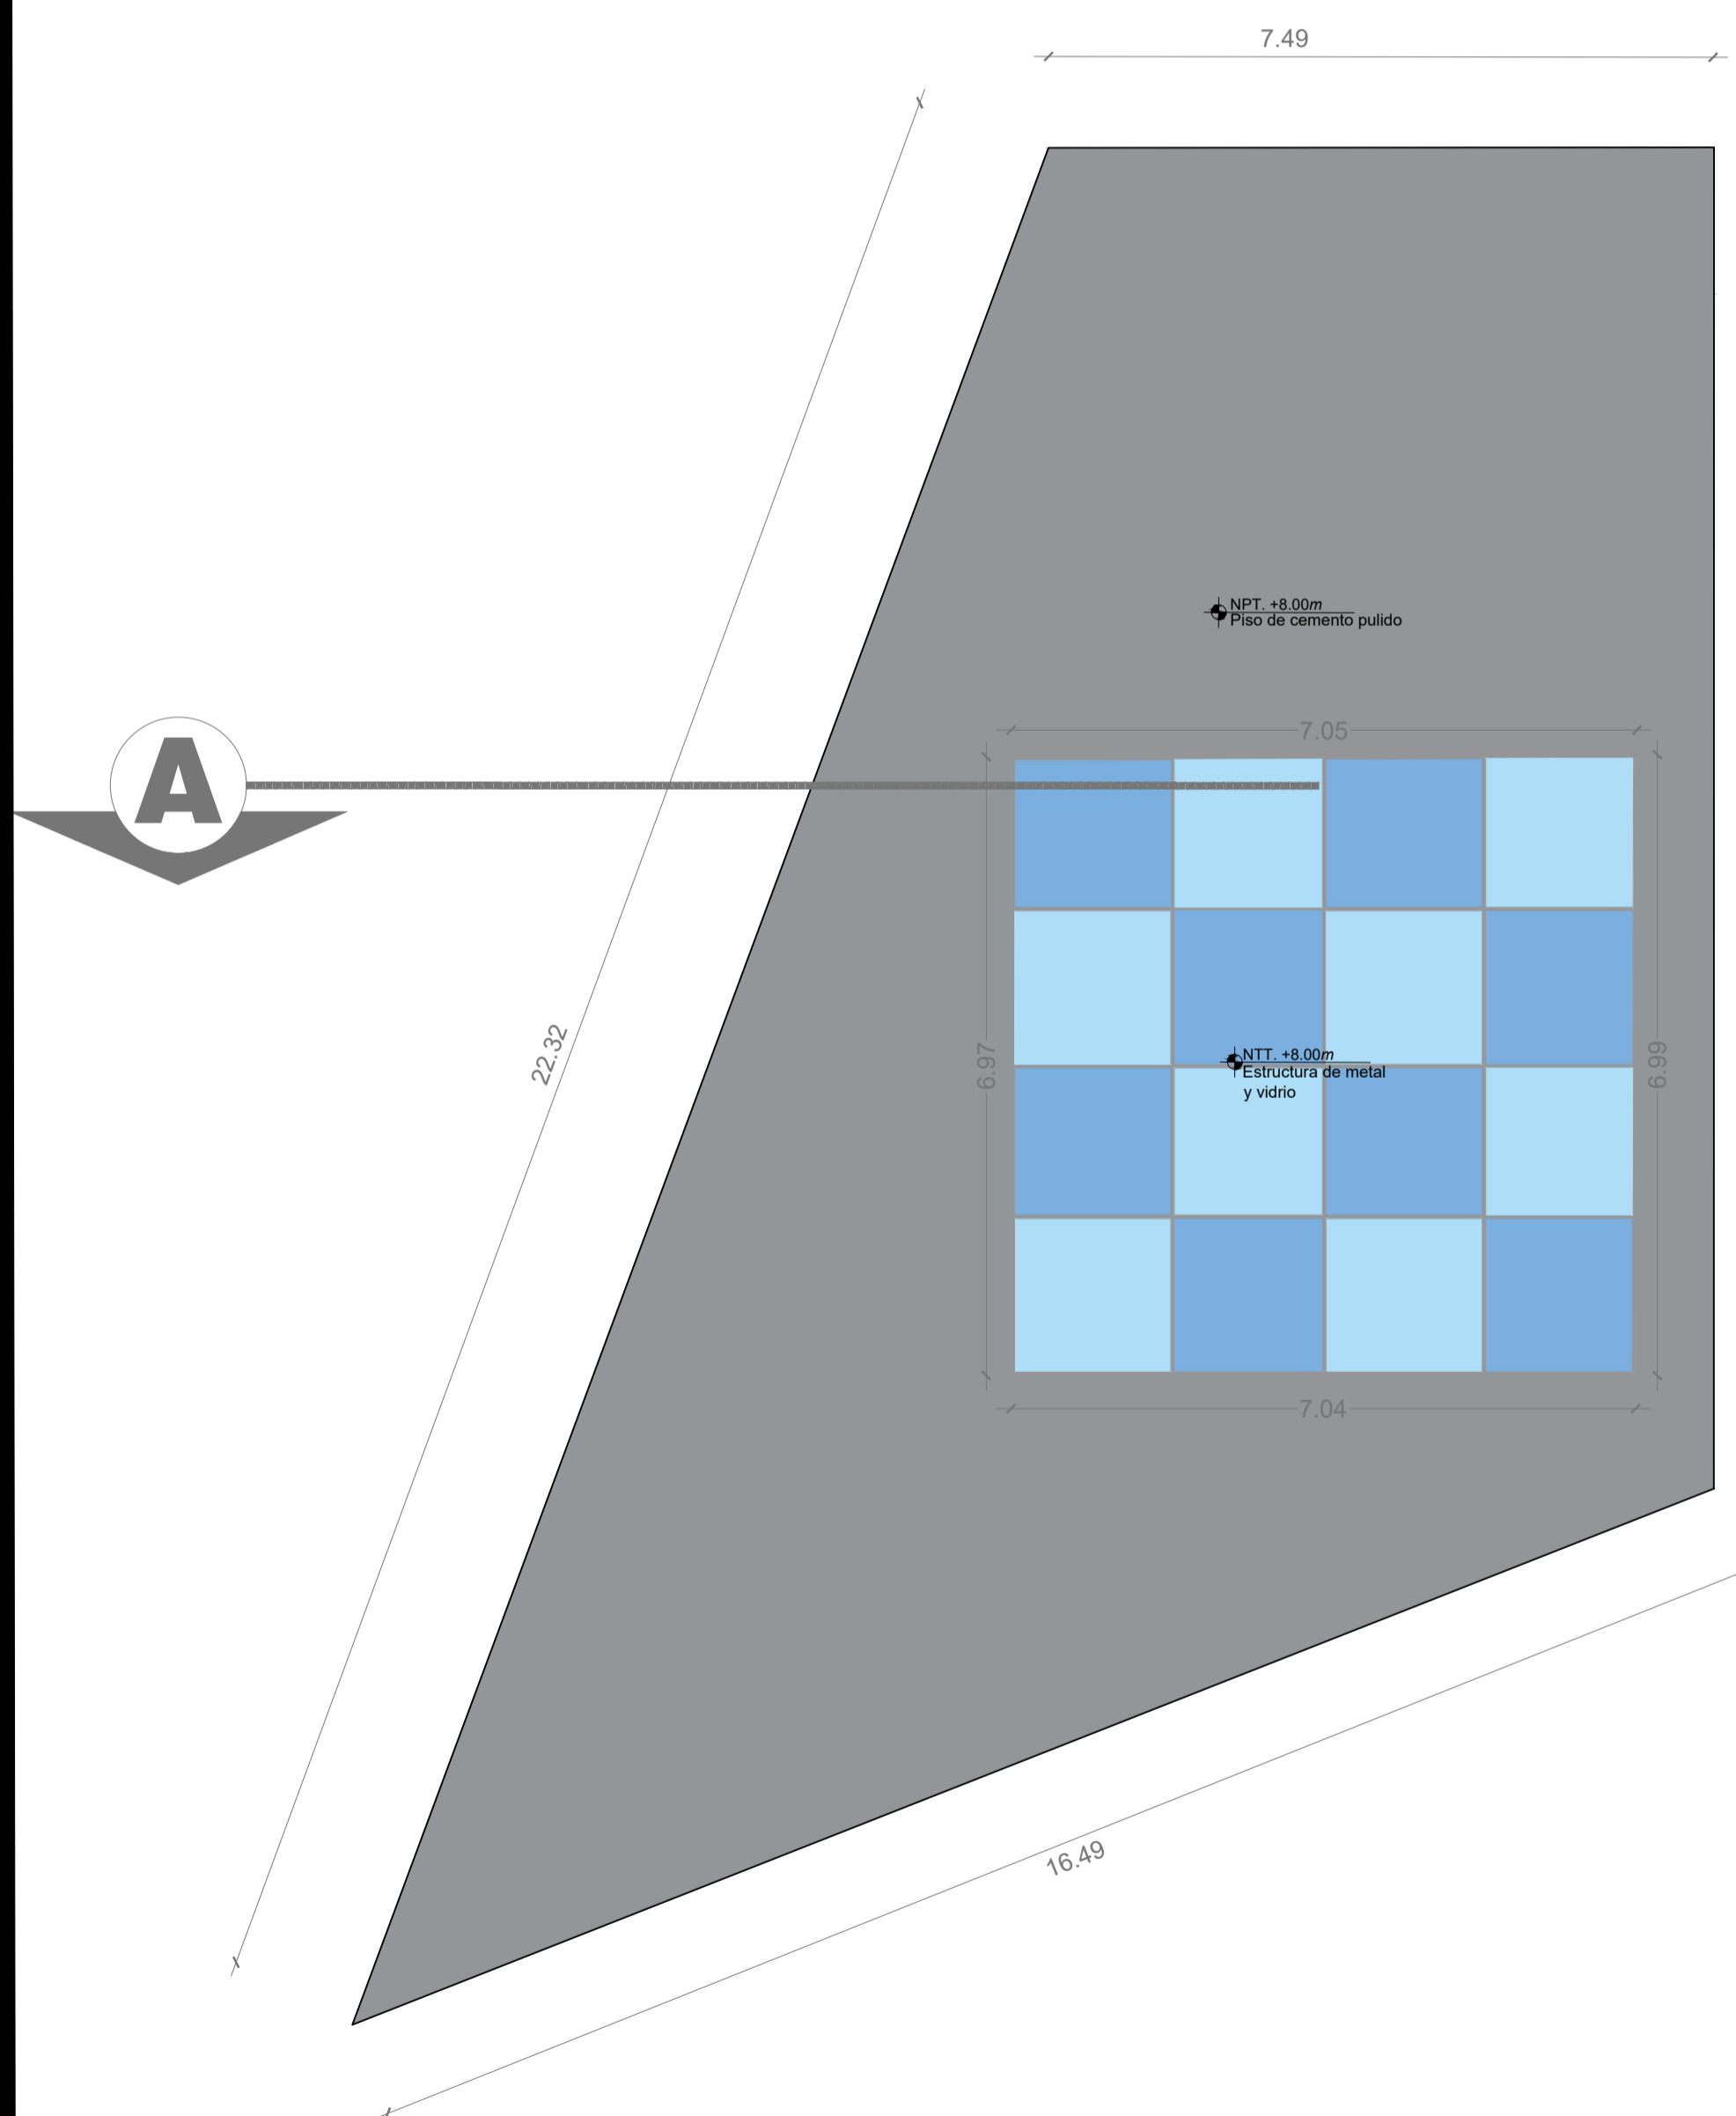 7.49
NPT. +8.00m
Piso de cemento pulido
7.05
A
22.32
6.97
NTT. +8.00m
Estructura de metal
y vidrio
6.99
7.04
16.49